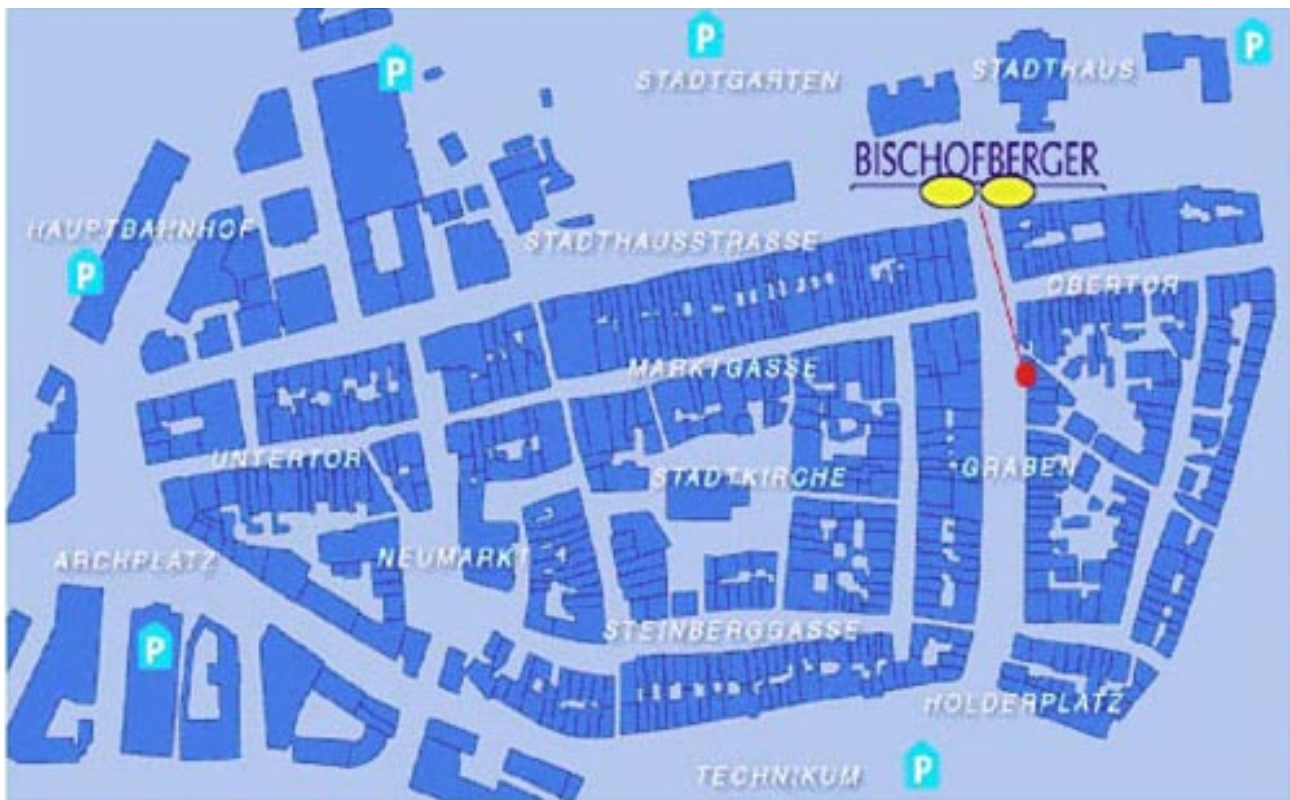 P
P
P
STADTGARTEN
STADTHAUS
P
BISCHOFBERGER
HAUPTBAHNHOF
P
STADTHAUSSTRASSE
OBERTOR
MARKTGASSE
UNTERTOR
STADTKIRCHE
GRABEN
ARCHPLATZ
NEUMARKT
P
STEINBERGGASSE
HOLDERPLATZ
TECHNIKUM
P